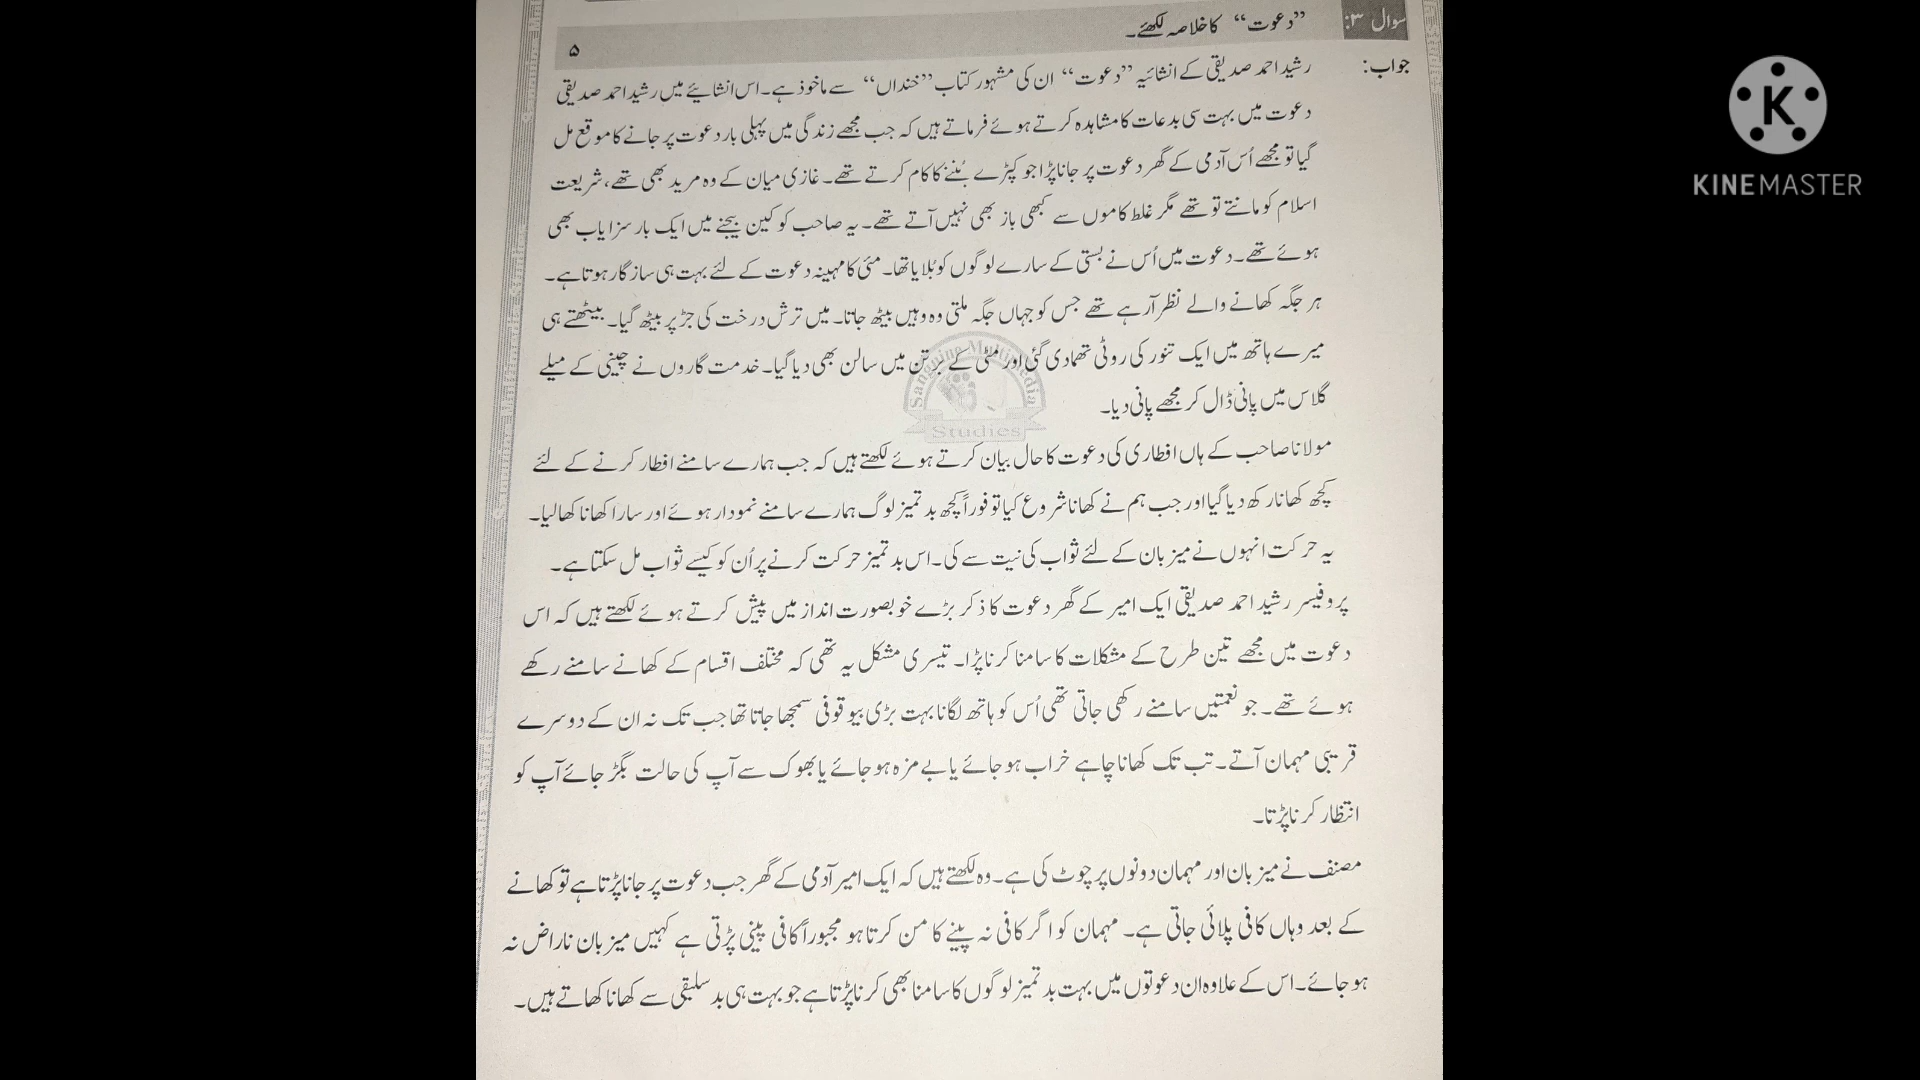 سوال ۳: ”دعوت“ کا خلاصہ لکھئے۔
۵
جواب: رشید احمد صدیقی کے انشائیہ ”دعوت“ ان کی مشہور کتاب ”خنداں“ سے ماخوذ ہے۔ اس انشائیے میں رشید احمد صدیقی
دعوت میں بہت سی بدعات کا مشاہدہ کرتے ہوئے فرماتے ہیں کہ جب مجھے زندگی میں پہلی بار دعوت پر جانے کا موقع مل
گیا تو مجھے اُس آدمی کے گھر دعوت پر جانا پڑا جو کپڑے بُننے کا کام کرتے تھے۔ غازی میاں کے وہ مرید بھی تھے، شریعت
اسلام کو مانتے تو تھے مگر غلط کاموں سے کبھی باز بھی نہیں آتے تھے۔ یہ صاحب کو کین بیچنے میں ایک بار سزا یاب بھی
ہوئے تھے۔ دعوت میں اُس نے بستی کے سارے لوگوں کو بُلایا تھا۔ مئی کا مہینہ دعوت کے لئے بہت ہی سازگار ہوتا ہے۔
ہر جگہ کھانے والے نظر آرہے تھے جس کو جہاں جگہ ملتی وہ وہیں بیٹھ جاتا۔ میں ترش درخت کی جڑ پر بیٹھ گیا۔ بیٹھتے ہی
میرے ہاتھ میں ایک تنور کی روٹی تھما دی گئی اور مٹی کے برتن میں سالن بھی دیا گیا۔ خدمت گاروں نے چینی کے میلے
گلاس میں پانی ڈال کر مجھے پانی دیا۔
Sangnine Multimedia
Studies
مولانا صاحب کے ہاں افطاری کی دعوت کا حال بیان کرتے ہوئے لکھتے ہیں کہ جب ہمارے سامنے افطار کرنے کے لئے
کچھ کھانا رکھ دیا گیا اور جب ہم نے کھانا شروع کیا تو فوراً کچھ بدتمیز لوگ ہمارے سامنے نمودار ہوئے اور سارا کھانا کھالیا۔
یہ حرکت انہوں نے میزبان کے لئے ثواب کی نیت سے کی۔ اس بدتمیز حرکت کرنے پر اُن کو کیسے ثواب مل سکتا ہے۔
پروفیسر رشید احمد صدیقی ایک امیر کے گھر دعوت کا ذکر بڑے خوبصورت انداز میں پیش کرتے ہوئے لکھتے ہیں کہ اس
دعوت میں مجھے تین طرح کے مشکلات کا سامنا کرنا پڑا۔ تیسری مشکل یہ تھی کہ مختلف اقسام کے کھانے سامنے رکھے
ہوئے تھے۔ جو نعمتیں سامنے رکھی جاتی تھی اُس کو ہاتھ لگانا بہت بڑی بیوقوفی سمجھا جاتا تھا جب تک نہ ان کے دوسرے
قریبی مہمان آتے۔ تب تک کھانا چاہے خراب ہو جائے یا بے مزہ ہو جائے یا بھوک سے آپ کی حالت بگڑ جائے آپ کو
انتظار کرنا پڑتا۔
مصنف نے میزبان اور مہمان دونوں پر چوٹ کی ہے۔ وہ لکھتے ہیں کہ ایک امیر آدمی کے گھر جب دعوت پر جانا پڑتا ہے تو کھانے
کے بعد وہاں کافی پلائی جاتی ہے۔ مہمان کو اگر کافی نہ پینے کا من کرتا ہو مجبوراً کافی پینی پڑتی ہے کہیں میزبان ناراض نہ
ہو جائے۔ اس کے علاوہ ان دعوتوں میں بہت بدتمیز لوگوں کا سامنا بھی کرنا پڑتا ہے جو بہت ہی بدسلیقی سے کھانا کھاتے ہیں۔
K
KINEMASTER